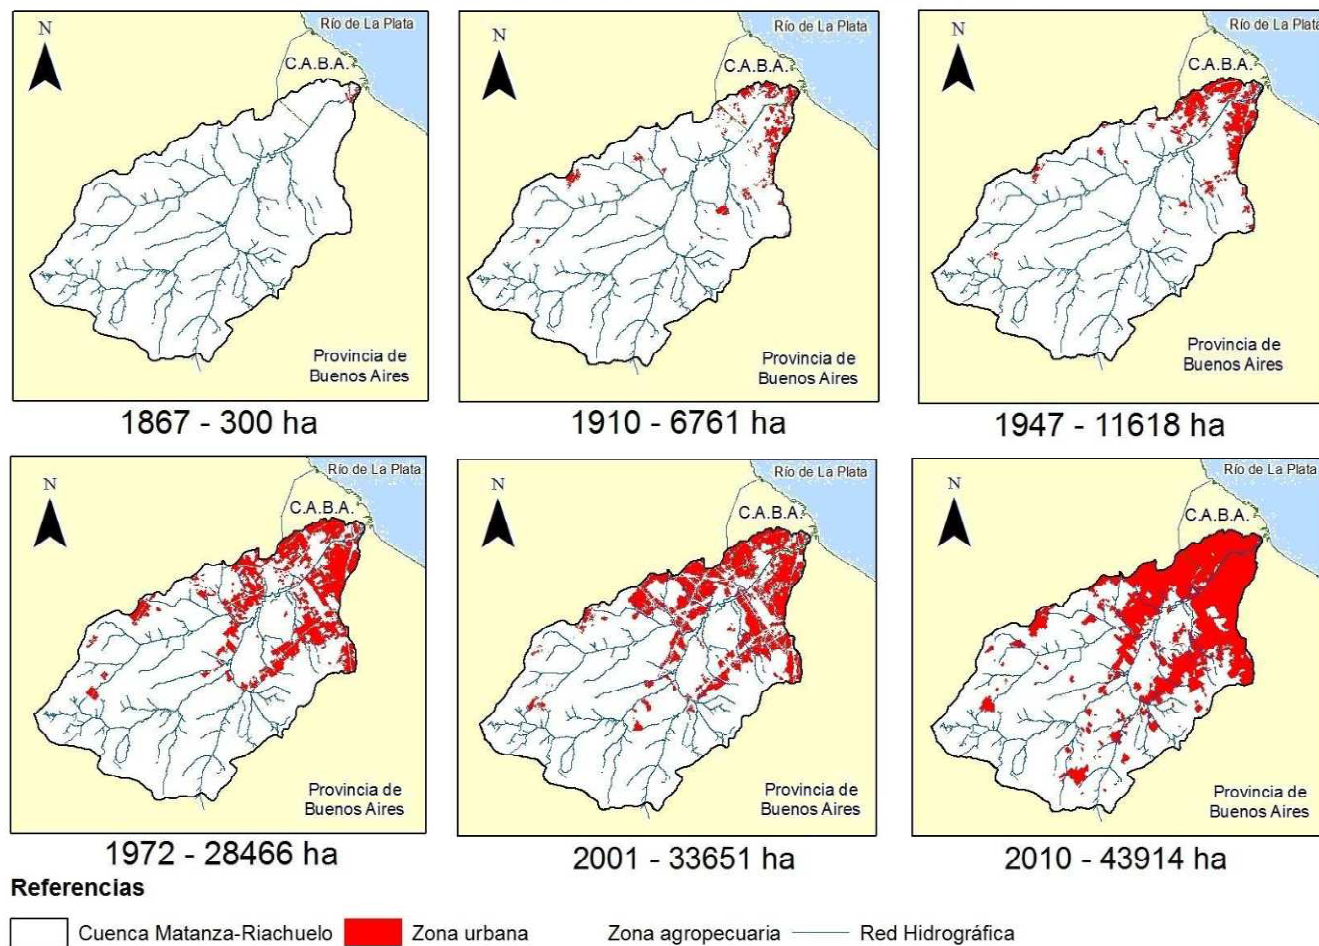 Río de La Plata
N
C.A.B.A.
Provincia de
Buenos Aires
1867 - 300 ha
Río de La Plata
N
C.A.B.A.
Provincia de
Buenos Aires
1910 - 6761 ha
Río de La Plata
N
C.A.B.A.
Provincia de
Buenos Aires
1947 - 11618 ha
Río de La Plata
N
C.A.B.A.
Provincia de
Buenos Aires
1972 - 28466 ha
Río de La Plata
N
C.A.B.A.
Provincia de
Buenos Aires
2001 - 33651 ha
Río de La Plata
N
C.A.B.A.
Provincia de
Buenos Aires
2010 - 43914 ha
Referencias
Cuenca Matanza-Riachuelo Zona urbana Zona agropecuaria Red Hidrográfica